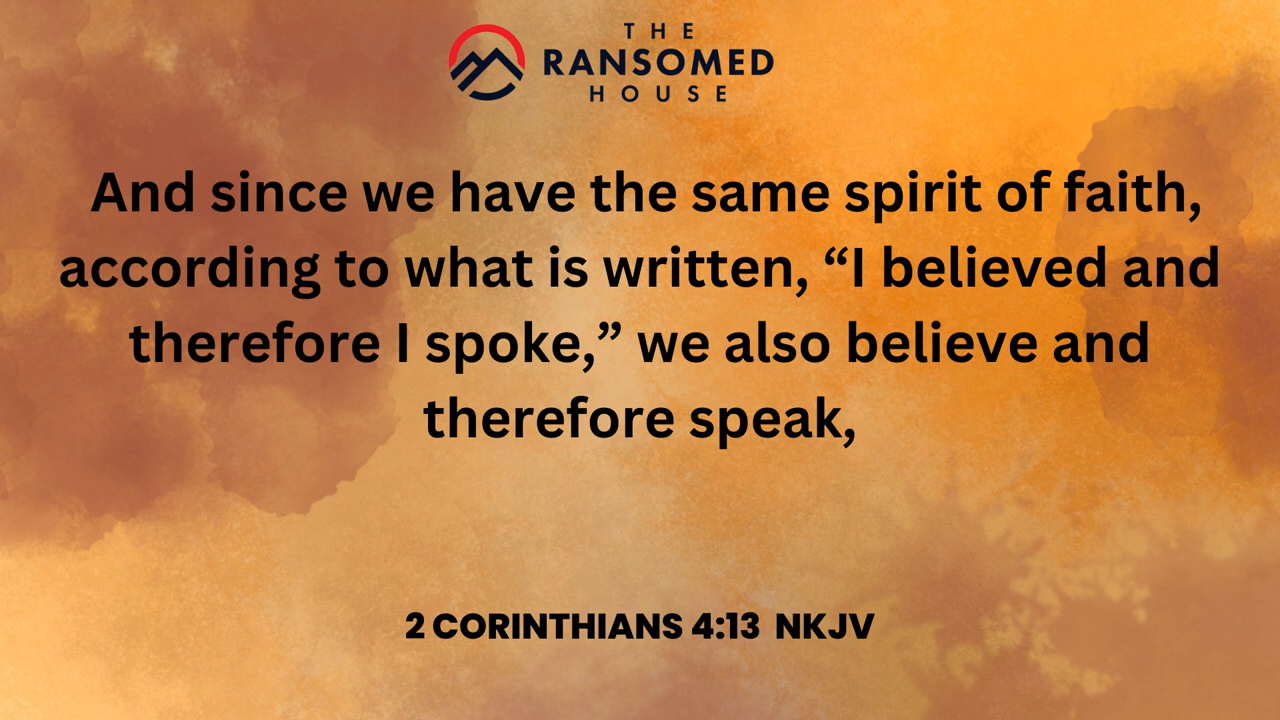 THE
RANSOMED
HOUSE
And since we have the same spirit of faith,
according to what is written, “I believed and
therefore I spoke,” we also believe and
therefore speak,
2 CORINTHIANS 4:13 NKJV